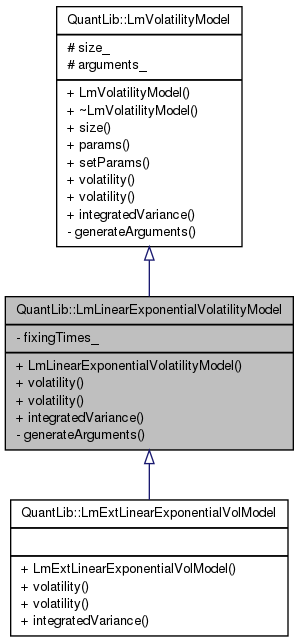 QuantLib::LmVolatilityModel
# size_
# arguments_
+ LmVolatilityModel()
+ ~LmVolatilityModel()
+ size()
+ params()
+ setParams()
+ volatility()
+ volatility()
+ integratedVariance()
- generateArguments()
QuantLib::LmLinearExponentialVolatilityModel
- fixingTimes_
+ LmLinearExponentialVolatilityModel()
+ volatility()
+ volatility()
+ integratedVariance()
- generateArguments()
QuantLib::LmExtLinearExponentialVolModel
+ LmExtLinearExponentialVolModel()
+ volatility()
+ volatility()
+ integratedVariance()